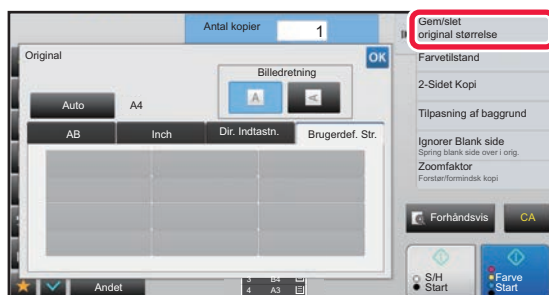 Antal kopier
1
Original
OK
Billedretning
A
A
Auto
A4
AB
Inch
Dir. Indtastn.
Brugerdef. Str.
Andet
3 B4
4 A3
Gem/slet
original størrelse
Farvetilstand
2-Sidet Kopi
Tilpasning af baggrund
Ignorer Blank side
Spring blank side over i orig.
Zoomfaktor
Forstør/formindsk kopi
Forhåndsvis
CA
S/H
Start
Farve
Start